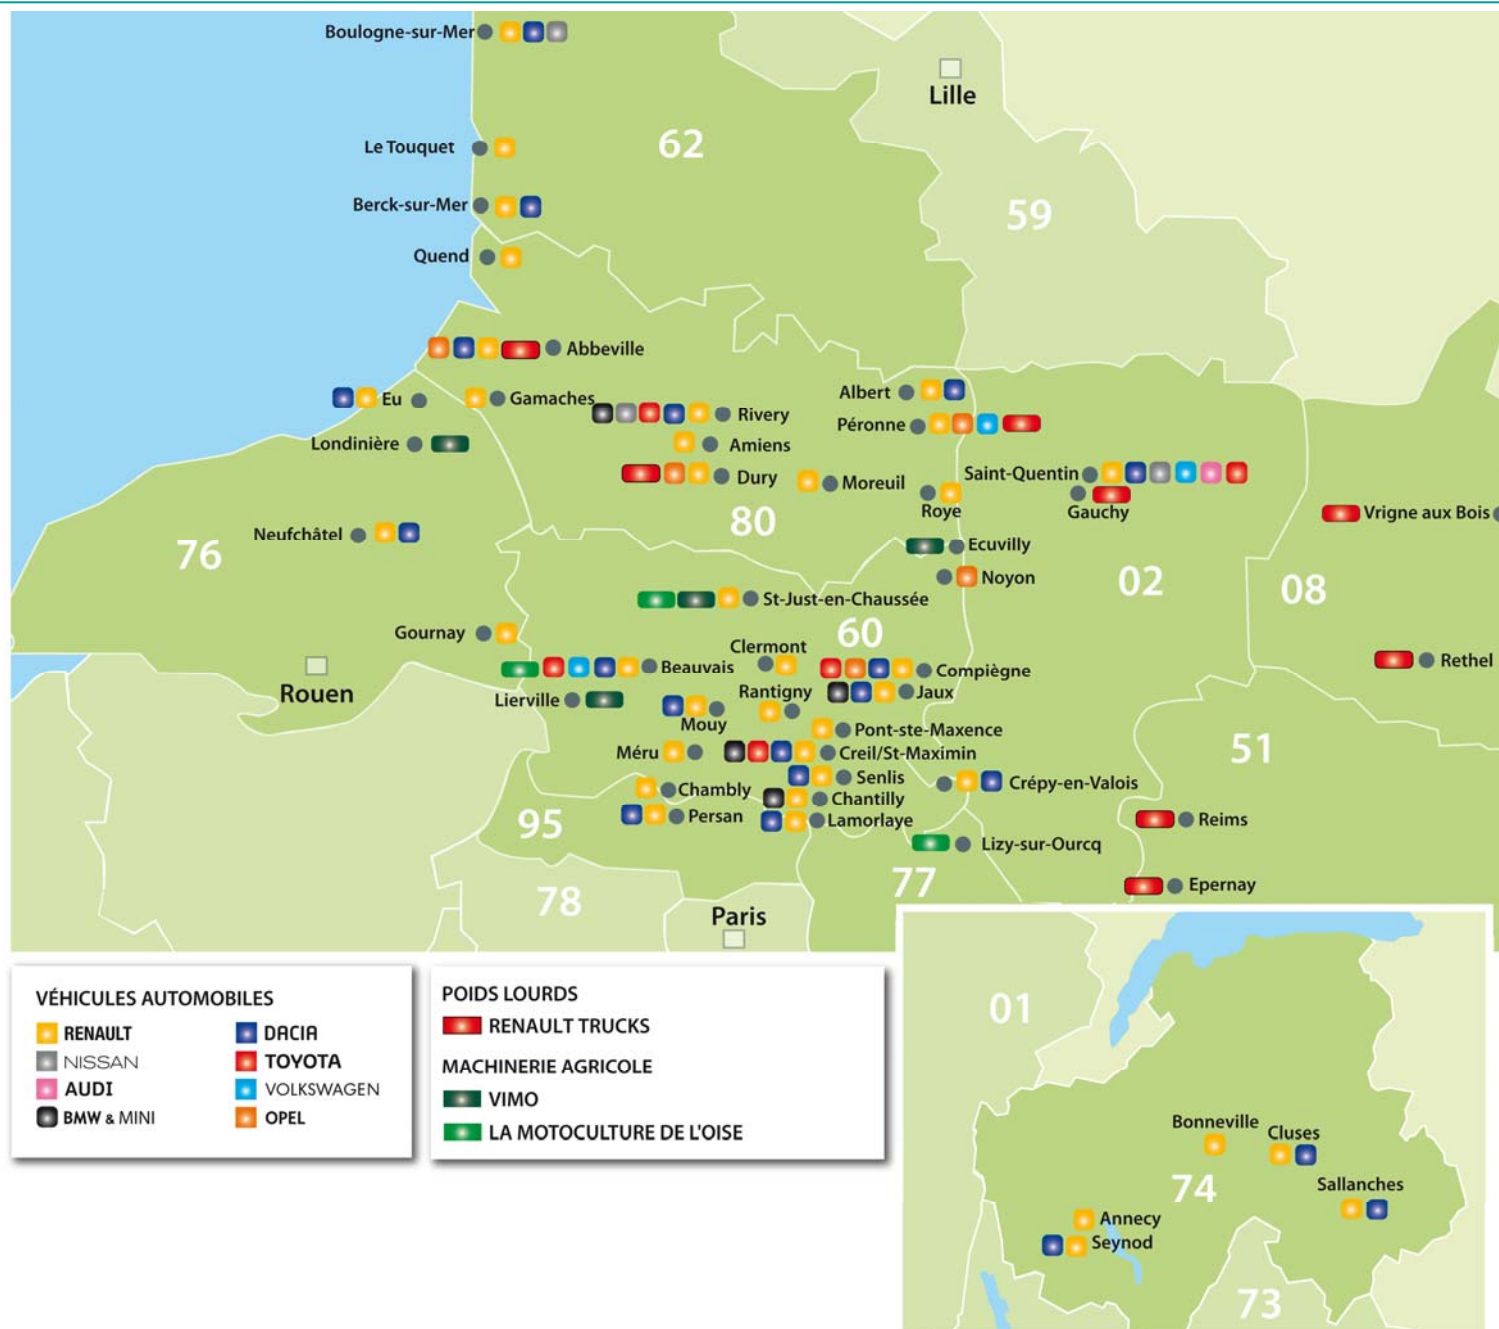 Boulogne-sur-Mer
Lille
62
Le Touquet
Berck-sur-Mer
59
Quend
Abbeville
Eu
Gamaches
Albert
Rivery
Péronne
Londinière
Amiens
Saint-Quentin
Dury
Moreuil
Roye
Gauchy
Vrigne aux Bois
80
Neufchâtel
76
Ecuvilly
Noyon
02
08
St-Just-en-Chaussée
Gournay
60
Clermont
Rethel
Beauvais
Compiègne
Rouen
Lierville
Rantigny
Jaux
Mouy
Pont-ste-Maxence
Méru
Creil/St-Maximin
51
Senlis
Crépy-en-Valois
Chambly
Chantilly
Persan
Lamorlaye
95
Reims
Lizy-sur-Ourcq
77
Epernay
78
Paris
VÉHICULES AUTOMOBILES
RENAULT
DACIA
NISSAN
TOYOTA
AUDI
VOLKSWAGEN
BMW & MINI
OPEL
POIDS LOURDS
RENAULT TRUCKS
MACHINERIE AGRICOLE
VIMO
LA MOTOCULTURE DE L'OISE
01
Bonneville
Cluses
74
Sallanches
Annecy
Seynod
73